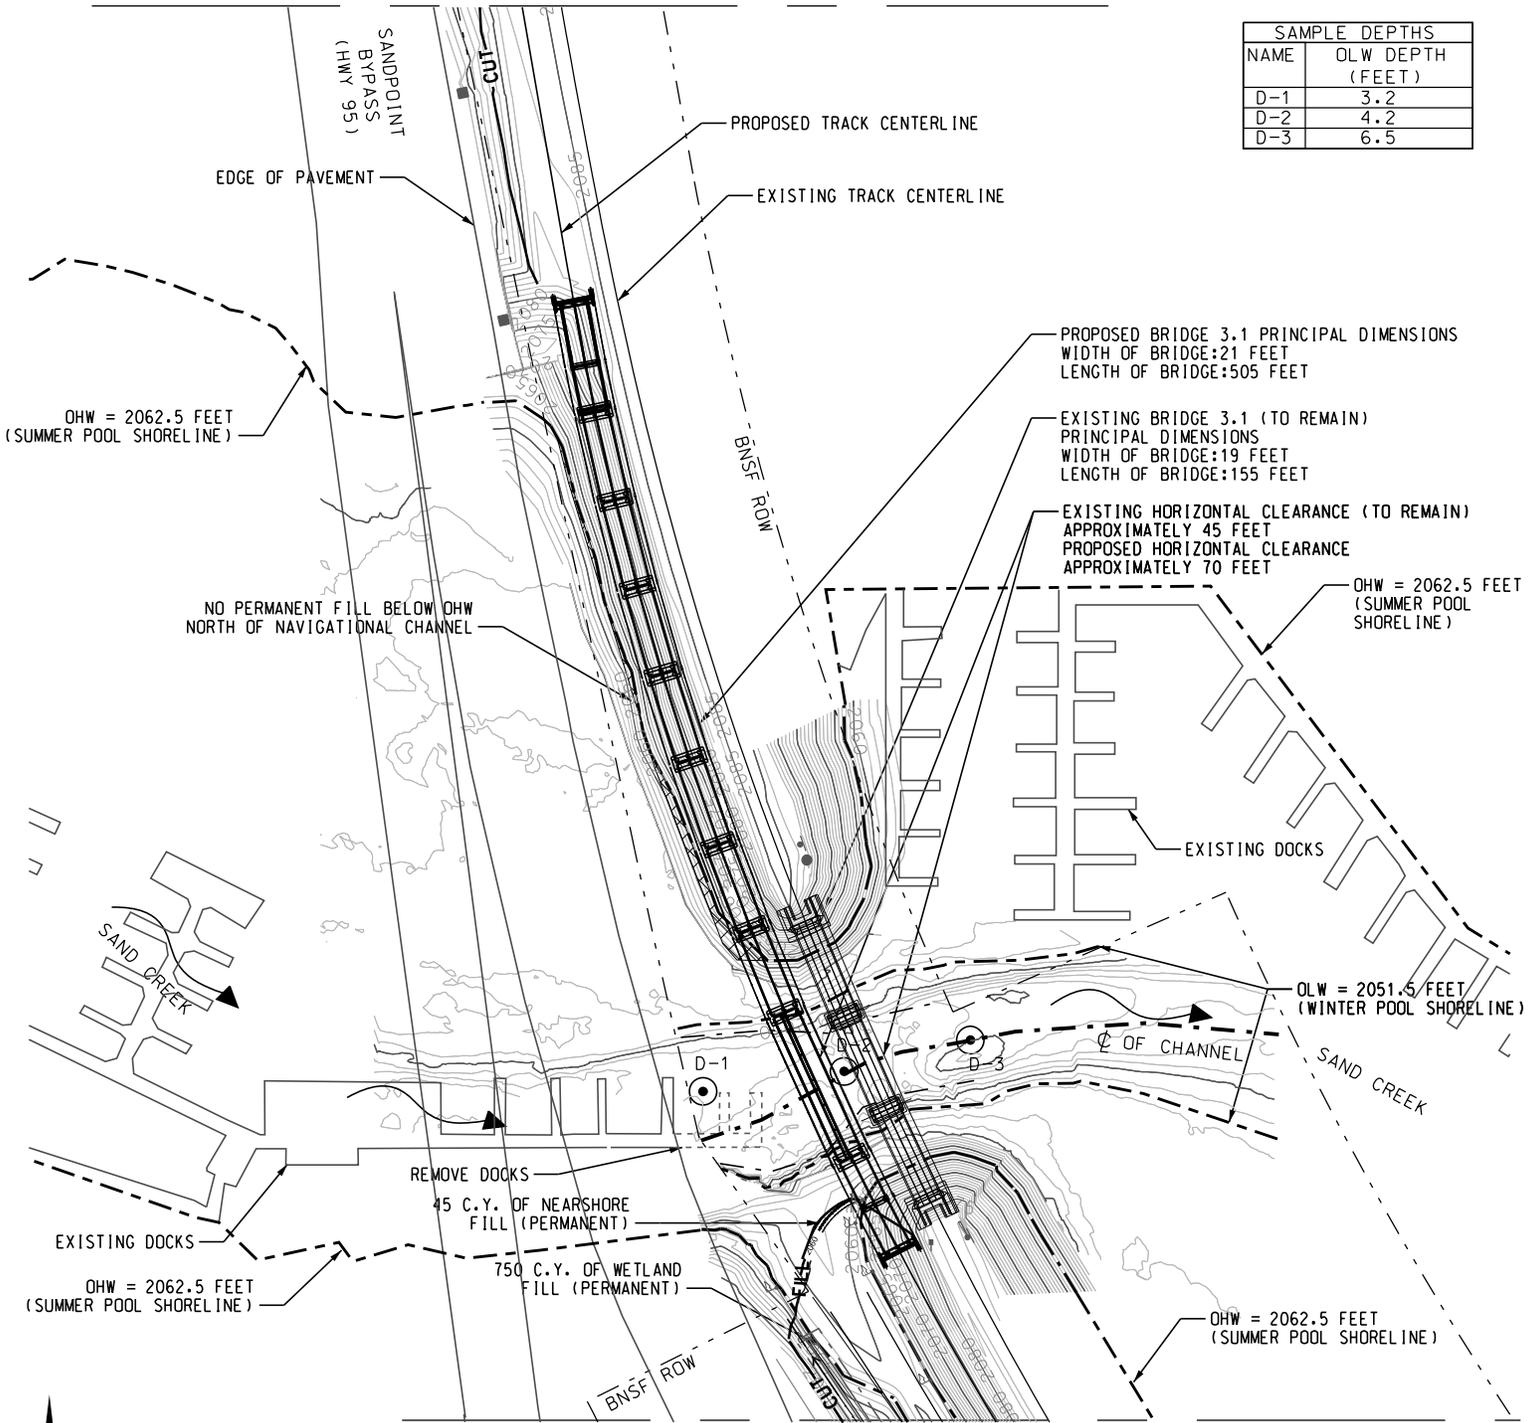 SAMPLE DEPTHS
NAME OLW DEPTH
(FEET)
D-1 3.2
D-2 4.2
D-3 6.5
SANDPOINT
BYPASS
(HWY 95)
CUT
PROPOSED TRACK CENTERLINE
EDGE OF PAVEMENT
2085
EXISTING TRACK CENTERLINE
PROPOSED BRIDGE 3.1 PRINCIPAL DIMENSIONS
WIDTH OF BRIDGE:21 FEET
LENGTH OF BRIDGE:505 FEET
OHW = 2062.5 FEET
(SUMMER POOL SHORELINE)
EXISTING BRIDGE 3.1 (TO REMAIN)
PRINCIPAL DIMENSIONS
WIDTH OF BRIDGE:19 FEET
LENGTH OF BRIDGE:155 FEET
BNSF ROW
EXISTING HORIZONTAL CLEARANCE (TO REMAIN)
APPROXIMATELY 45 FEET
PROPOSED HORIZONTAL CLEARANCE
APPROXIMATELY 70 FEET
OHW = 2062.5 FEET
(SUMMER POOL
SHORELINE)
NO PERMANENT FILL BELOW OHW
NORTH OF NAVIGATIONAL CHANNEL
2085
2090
2085
EXISTING DOCKS
SAND CREEK
OLW = 2051.5 FEET
(WINTER POOL SHORELINE)
D-2
℄ OF CHANNEL
D-1
D-3
SAND CREEK
REMOVE DOCKS
45 C.Y. OF NEARSHORE
FILL (PERMANENT)
EXISTING DOCKS
750 C.Y. OF WETLAND
FILL (PERMANENT)
FILL
2060
OHW = 2062.5 FEET
(SUMMER POOL SHORELINE)
OHW = 2062.5 FEET
(SUMMER POOL SHORELINE)
2070
2080
BNSF ROW
CUT